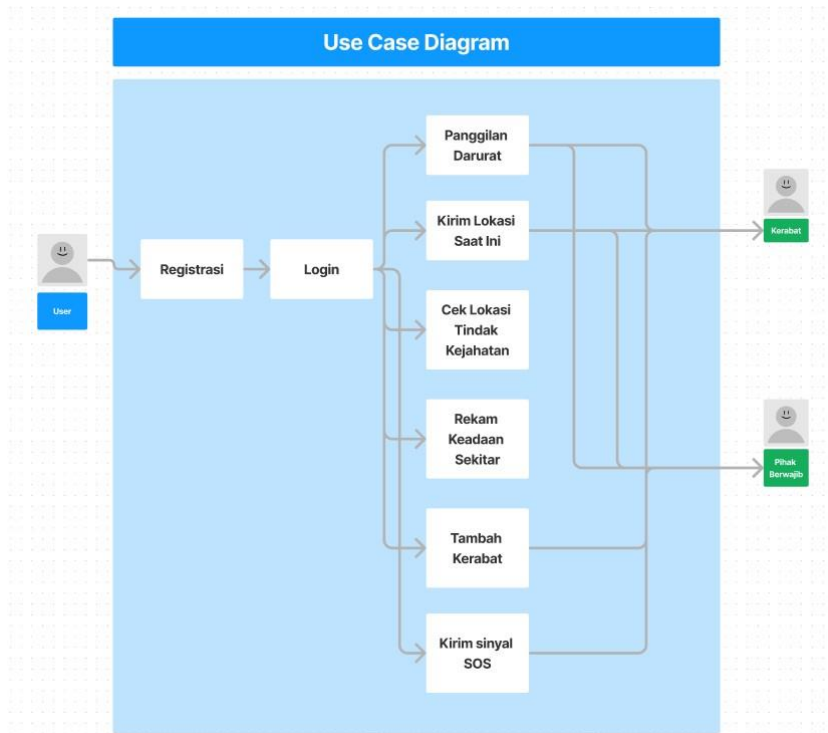 Use Case Diagram
Panggilan
Darurat
Kerabat
Kirim Lokasi
Saat Ini
User
Registrasi
Login
Cek Lokasi
Tindak
Kejahatan
Rekam
Keadaan
Sekitar
Pihak
Berwajib
Tambah
Kerabat
Kirim sinyal
SOS